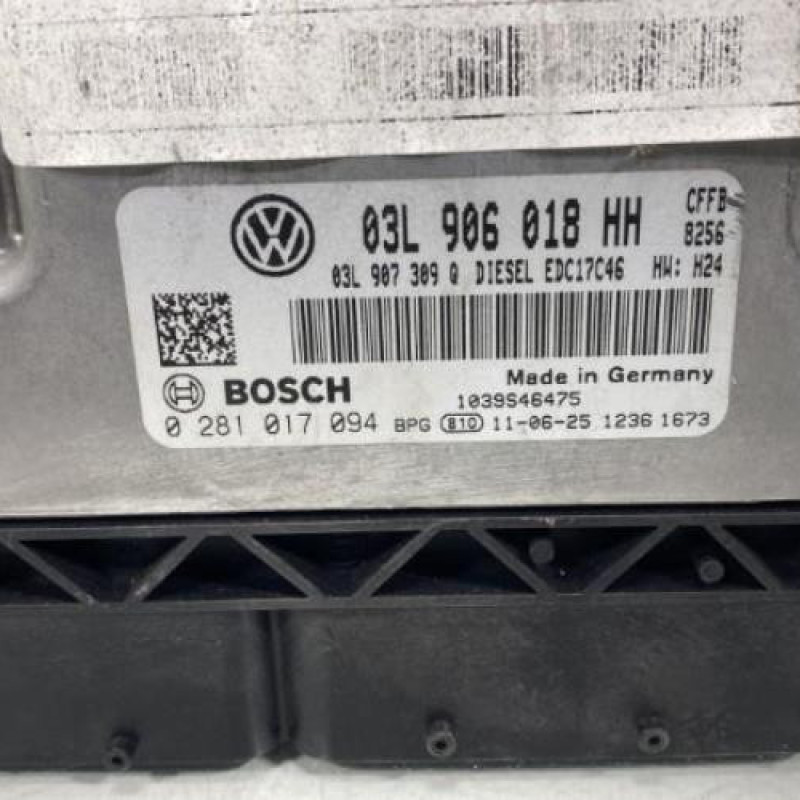 VW
03L 906 018 HH
CFFB
8256
03L 907 309 Q DIESEL EDC17C46 HW: H24
BOSCH
Made in Germany
1039S46475
0 281 017 094 BPG 810 11-06-25 1236 1673